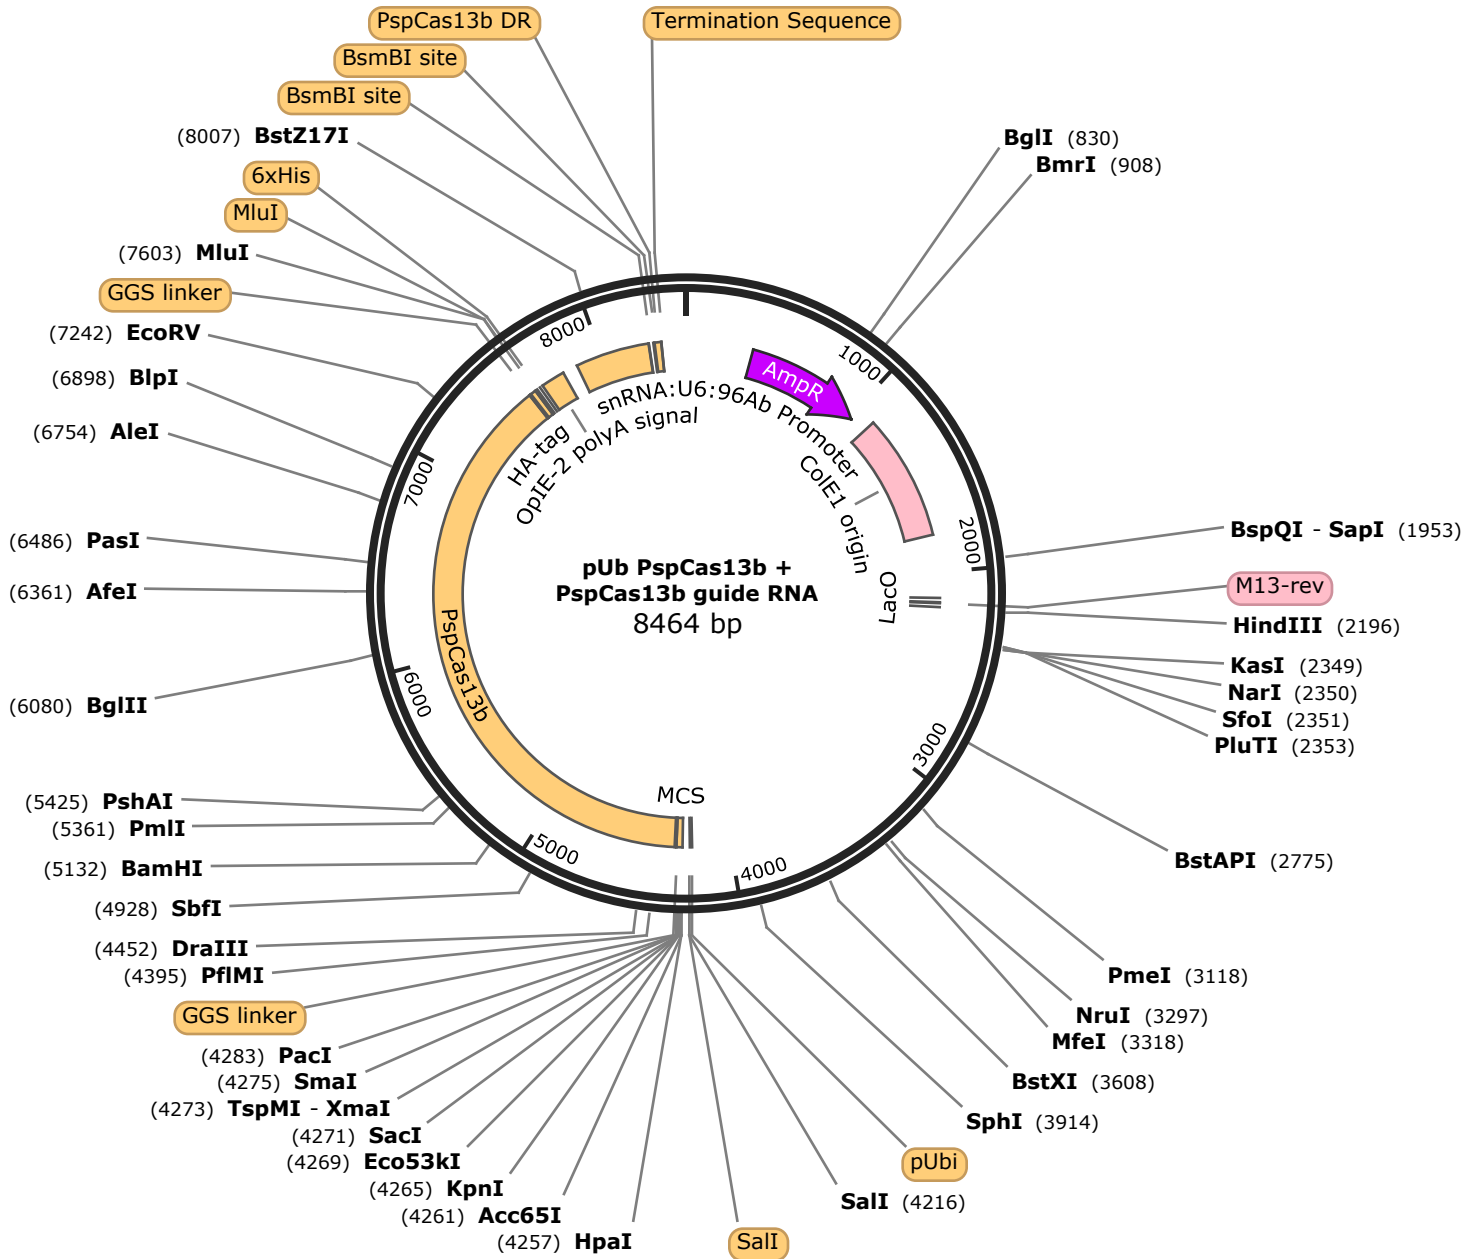 PspCas13b DR
Termination Sequence
BsmBI site
BsmBI site
(8007) BstZ17I
BglI (830)
BmrI (908)
6xHis
MluI
(7603) MluI
GGS linker
(7242) EcoRV
(6898) BlpI
(6754) AleI
(6486) PasI
(6361) AfeI
(6080) BglII
(5425) PshAI
(5361) PmlI
(5132) BamHI
(4928) SbfI
(4452) DraIII
(4395) PflMI
GGS linker
(4283) PacI
(4275) SmaI
(4273) TspMI - XmaI
(4271) SacI
(4269) Eco53kI
(4265) KpnI
(4261) Acc65I
(4257) HpaI
SalI
SalI (4216)
pUbi
SphI (3914)
BstXI (3608)
MfeI (3318)
NruI (3297)
PmeI (3118)
BstAPI (2775)
PluTI (2353)
SfoI (2351)
NarI (2350)
KasI (2349)
HindIII (2196)
M13-rev
BspQI - SapI (1953)
1000
2000
3000
4000
5000
6000
7000
8000
AmpR
snRNA:U6:96Ab Promoter
OpIE-2 polyA signal
HA-tag
ColE1 origin
LacO
PspCas13b
MCS
pUb PspCas13b +
PspCas13b guide RNA
8464 bp